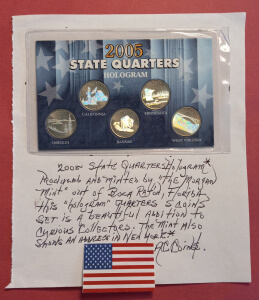 2005
STATE QUARTERS
HOLOGRAM
CALIFORNIA
MINNESOTA
OREGON
KANSAS
WEST VIRGINIA
2005 State Quarters (Hologram*)
Produced and minted by "The Morgan
Mint" out of Boca Raton, Florida.
This "hologram" Quarters 5 coins
set is a beautiful addition to
Curious Collectors. The Mint also
Shows an address in New York*